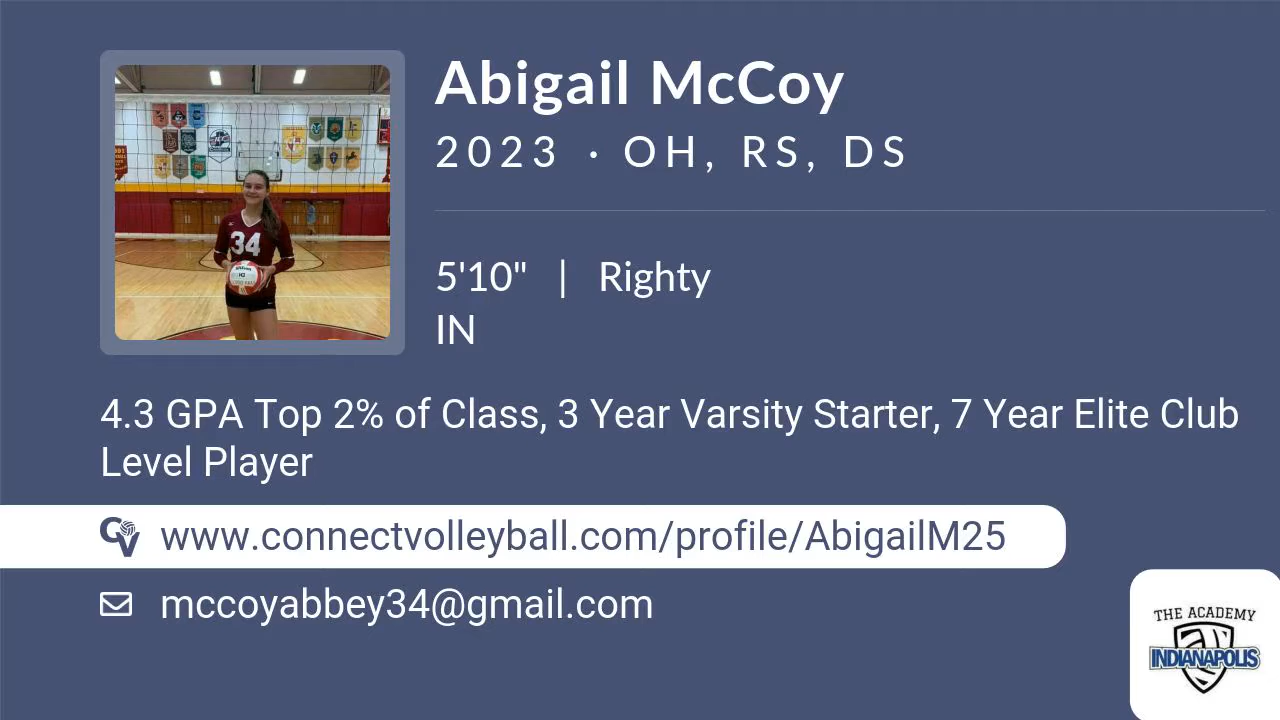 Abigail McCoy
2023 · OH, RS, DS
5'10" | Righty
IN
4.3 GPA Top 2% of Class, 3 Year Varsity Starter, 7 Year Elite Club
Level Player
www.connectvolleyball.com/profile/AbigailM25
mccoyabbey34@gmail.com
34
THE ACADEMY
INDIANAPOLIS